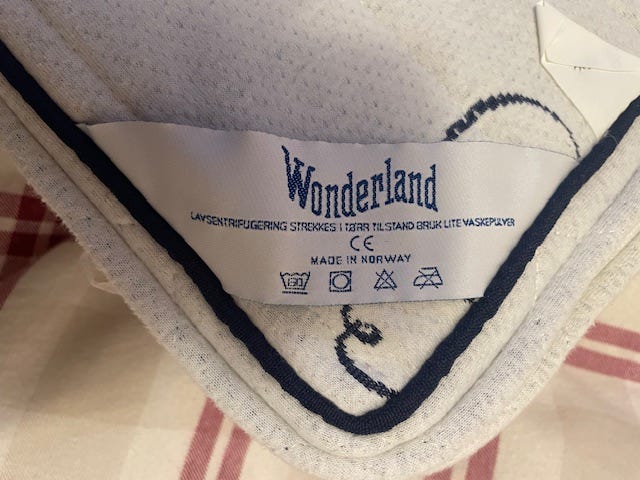 Wonderland
LAVSENTRIFUGERING STREKKES I TØRR TILSTAND BRUK LITE VASKEPULVER
CE
MADE IN NORWAY